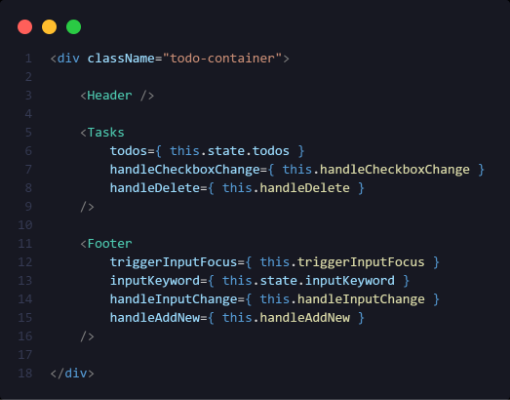 1 <div className="todo-container">
2
3 <Header />
4
5 <Tasks
6 todos={ this.state.todos }
7 handleCheckboxChange={ this.handleCheckboxChange }
8 handleDelete={ this.handleDelete }
9 />
10
11 <Footer
12 triggerInputFocus={ this.triggerInputFocus }
13 inputKeyword={ this.state.inputKeyword }
14 handleInputChange={ this.handleInputChange }
15 handleAddNew={ this.handleAddNew }
16 />
17
18 </div>